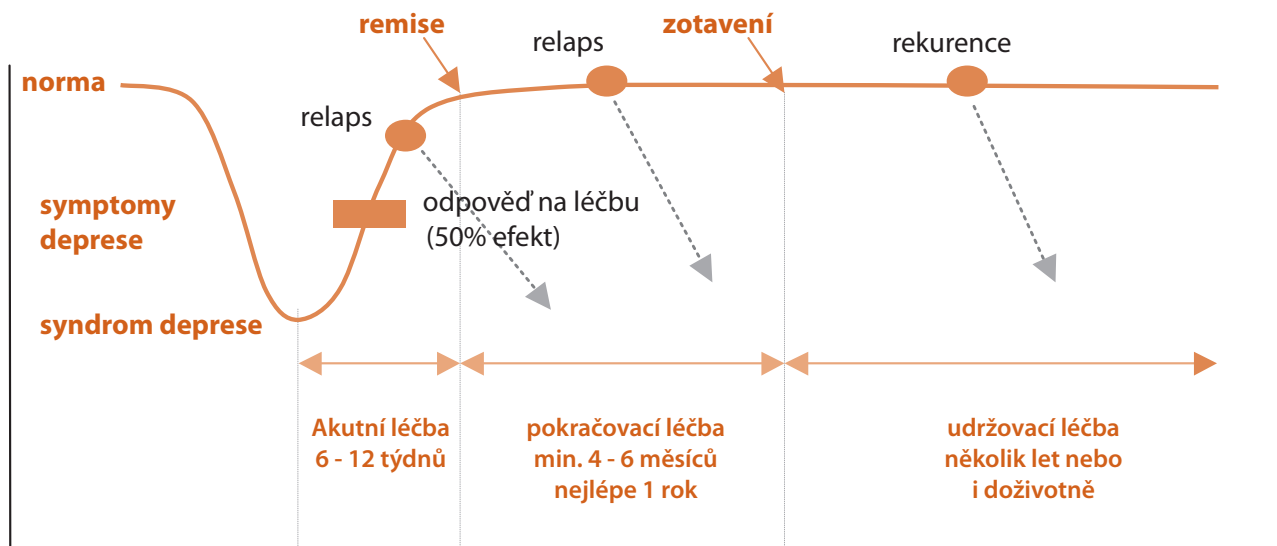 remise
relaps
zotavení
rekurence
norma
relaps
symptomy
deprese
odpověď na léčbu
(50% efekt)
syndrom deprese
Akutní léčba
6 - 12 týdnů
pokračovací léčba
min. 4 - 6 měsíců
nejlépe 1 rok
udržovací léčba
několik let nebo
i doživotně